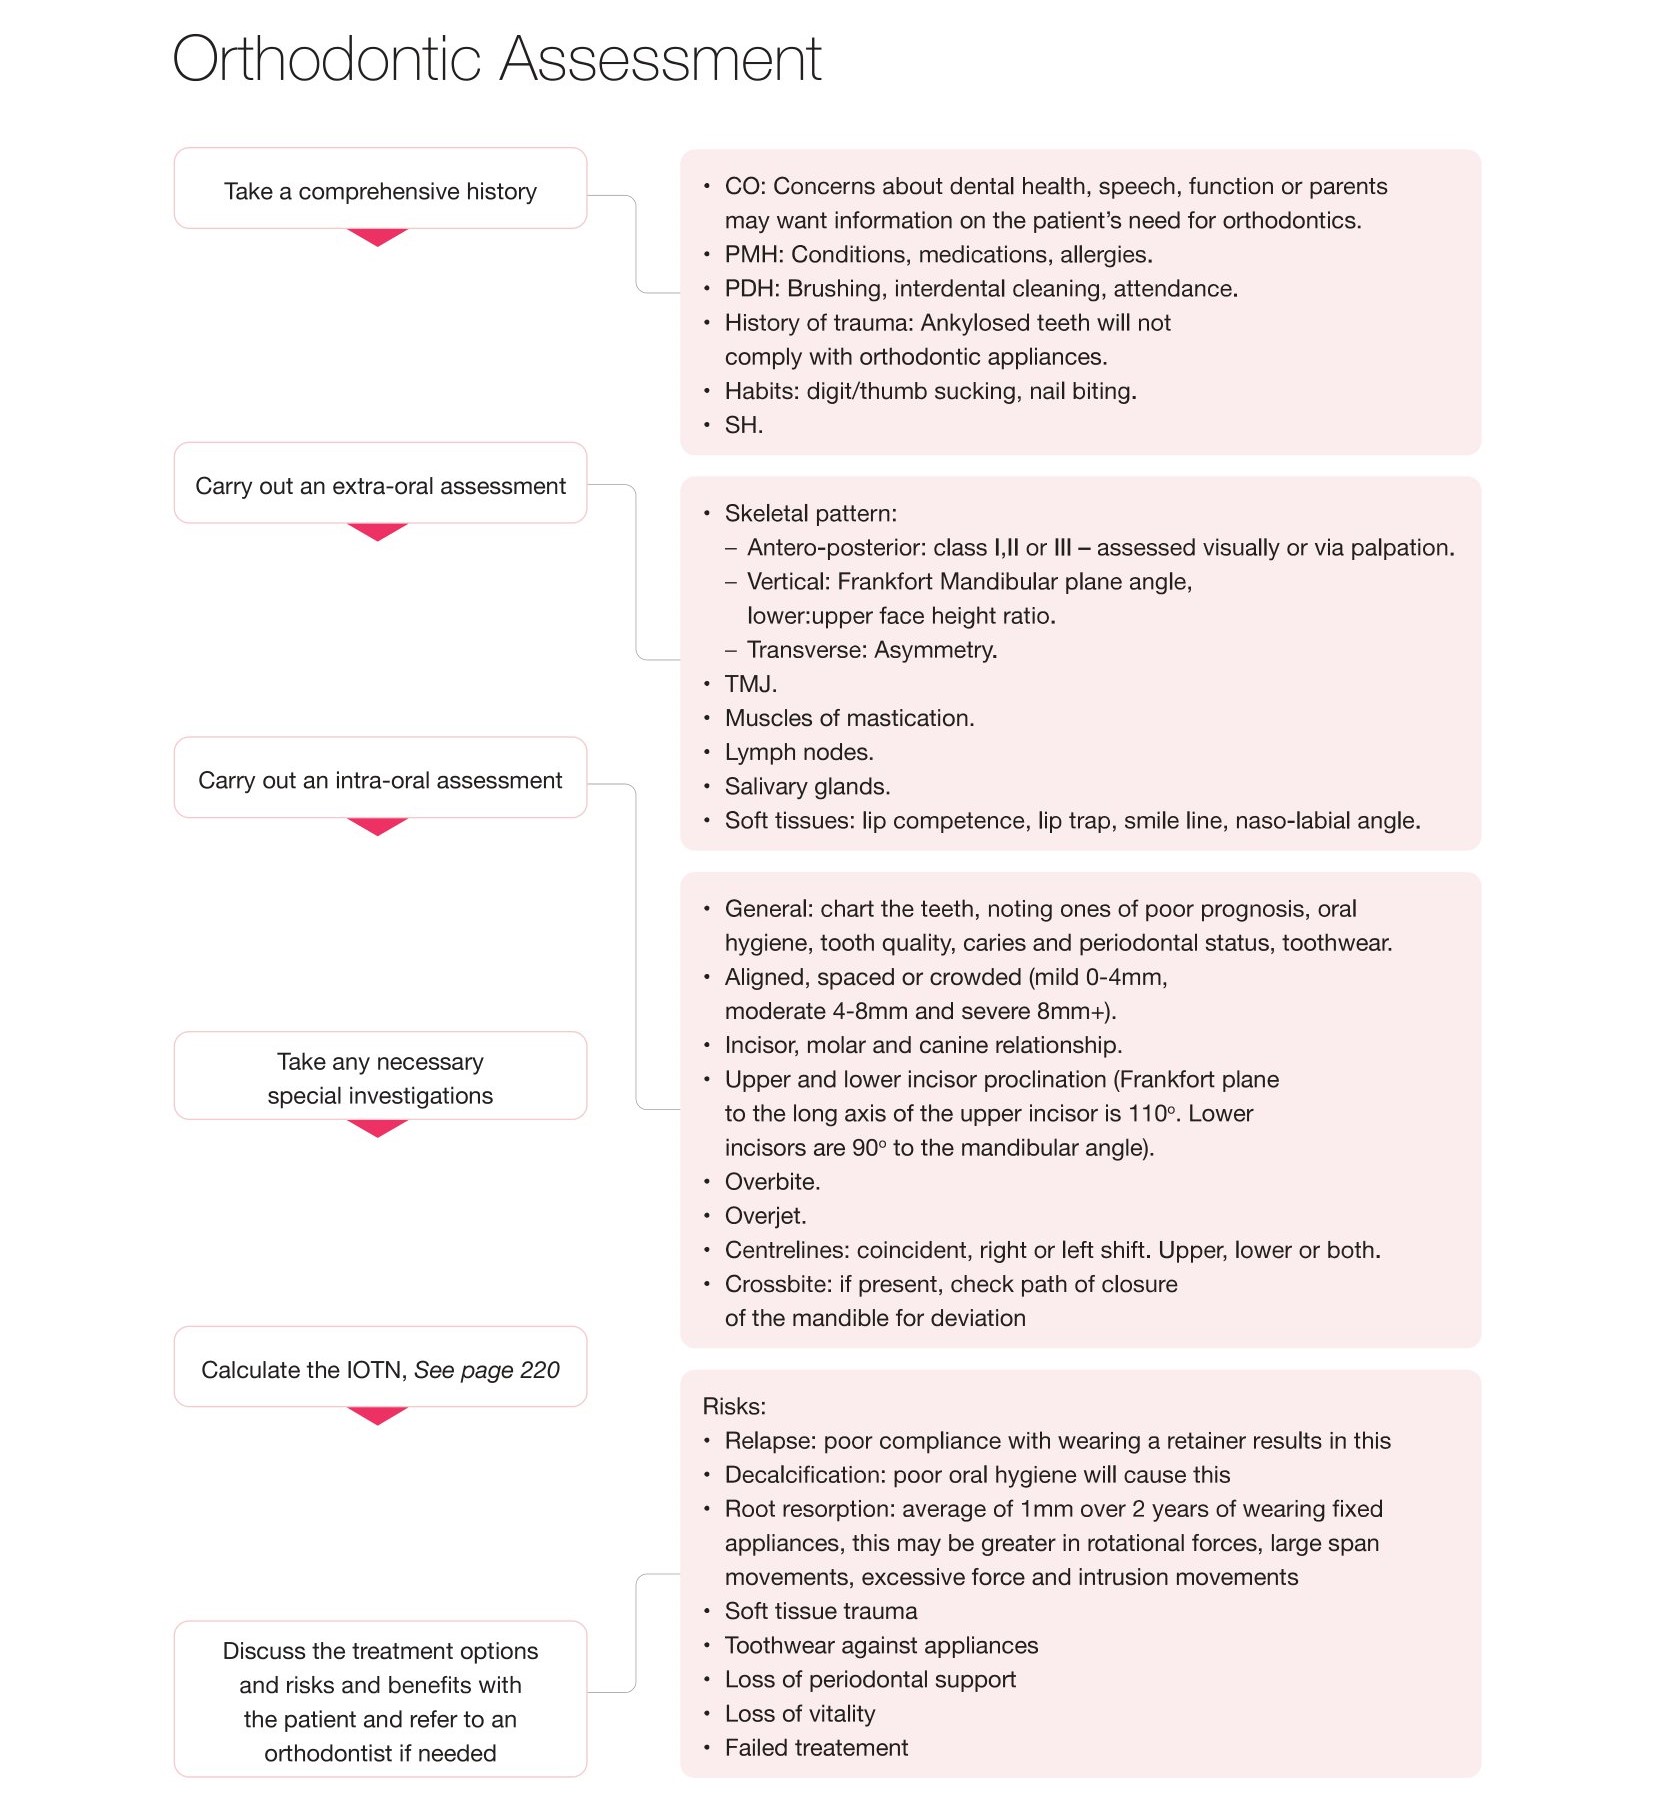 Orthodontic Assessment
Take a comprehensive history
• CO: Concerns about dental health, speech, function or parents
may want information on the patient’s need for orthodontics.
• PMH: Conditions, medications, allergies.
• PDH: Brushing, interdental cleaning, attendance.
• History of trauma: Ankylosed teeth will not
comply with orthodontic appliances.
• Habits: digit/thumb sucking, nail biting.
• SH.
Carry out an extra-oral assessment
• Skeletal pattern:
– Antero-posterior: class I,II or III – assessed visually or via palpation.
– Vertical: Frankfort Mandibular plane angle,
lower:upper face height ratio.
– Transverse: Asymmetry.
• TMJ.
• Muscles of mastication.
• Lymph nodes.
• Salivary glands.
• Soft tissues: lip competence, lip trap, smile line, naso-labial angle.
Carry out an intra-oral assessment
• General: chart the teeth, noting ones of poor prognosis, oral
hygiene, tooth quality, caries and periodontal status, toothwear.
• Aligned, spaced or crowded (mild 0-4mm,
moderate 4-8mm and severe 8mm+).
• Incisor, molar and canine relationship.
• Upper and lower incisor proclination (Frankfort plane
to the long axis of the upper incisor is 110º. Lower
incisors are 90º to the mandibular angle).
• Overbite.
• Overjet.
• Centrelines: coincident, right or left shift. Upper, lower or both.
• Crossbite: if present, check path of closure
of the mandible for deviation
Take any necessary
special investigations
Calculate the IOTN, See page 220
Discuss the treatment options
and risks and benefits with
the patient and refer to an
orthodontist if needed
Risks:
• Relapse: poor compliance with wearing a retainer results in this
• Decalcification: poor oral hygiene will cause this
• Root resorption: average of 1mm over 2 years of wearing fixed
appliances, this may be greater in rotational forces, large span
movements, excessive force and intrusion movements
• Soft tissue trauma
• Toothwear against appliances
• Loss of periodontal support
• Loss of vitality
• Failed treatement